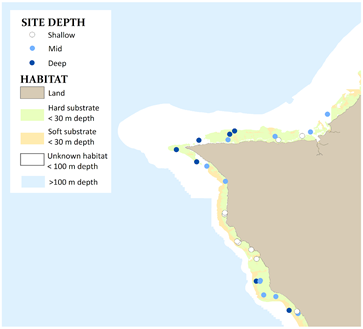 SITE DEPTH
Shallow
Mid
Deep
HABITAT
Land
Hard substrate
< 30 m depth
Soft substrate
< 30 m depth
Unknown habitat
< 100 m depth
>100 m depth